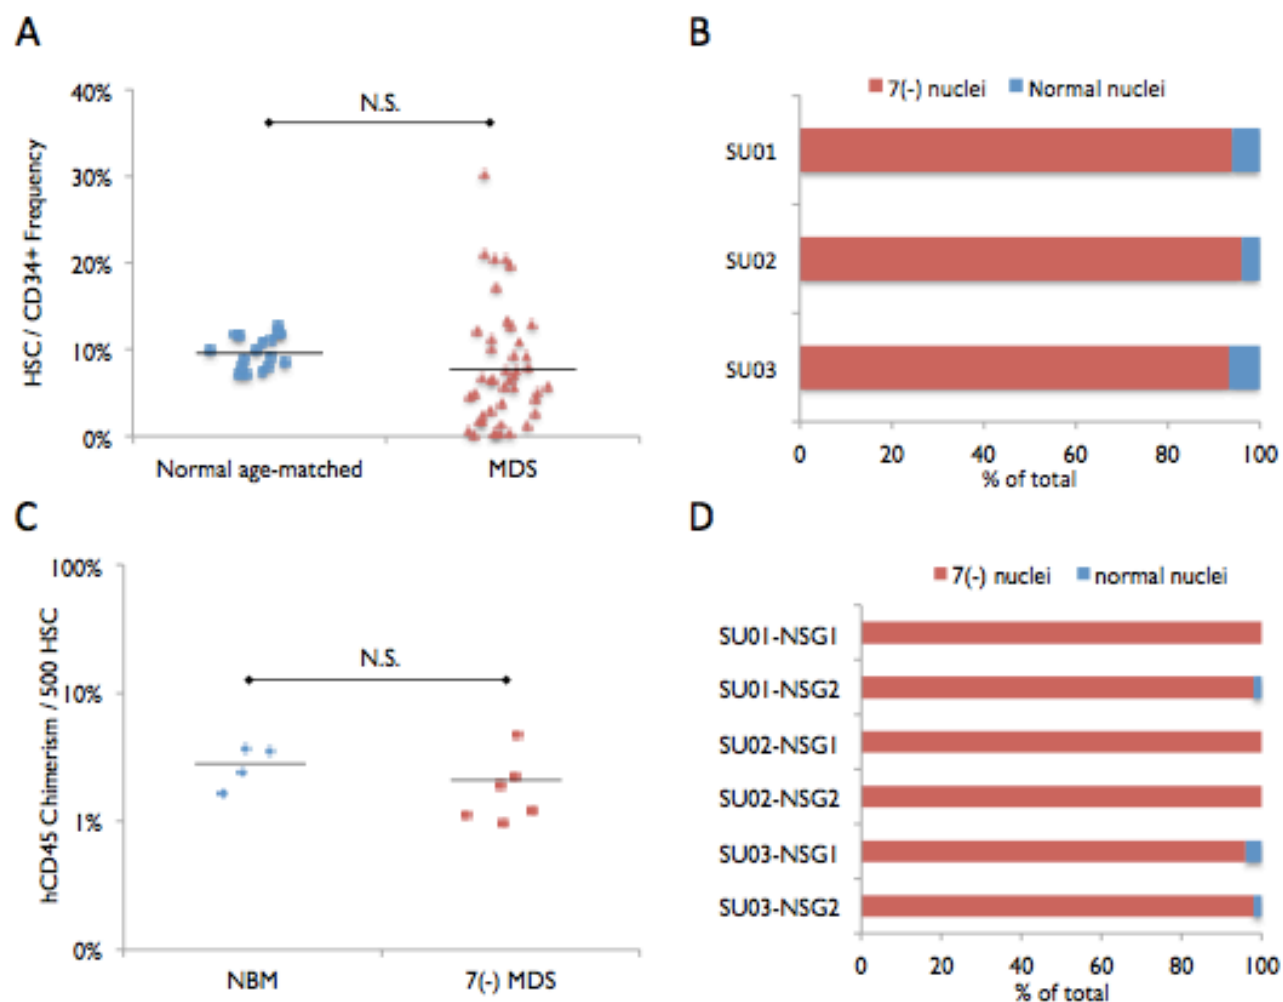 A
40%
30%
20%
10%
0%
HSC / CD34+ Frequency
N.S.
Normal age-matched
MDS
B
7(-) nuclei
Normal nuclei
SU01
SU02
SU03
0 20 40 60 80 100
% of total
C
100%
10%
1%
0%
hCD45 Chimerism / 500 HSC
N.S.
NBM
7(-) MDS
D
7(-) nuclei
normal nuclei
SU01-NSG1
SU01-NSG2
SU02-NSG1
SU02-NSG2
SU03-NSG1
SU03-NSG2
0 20 40 60 80 100
% of total